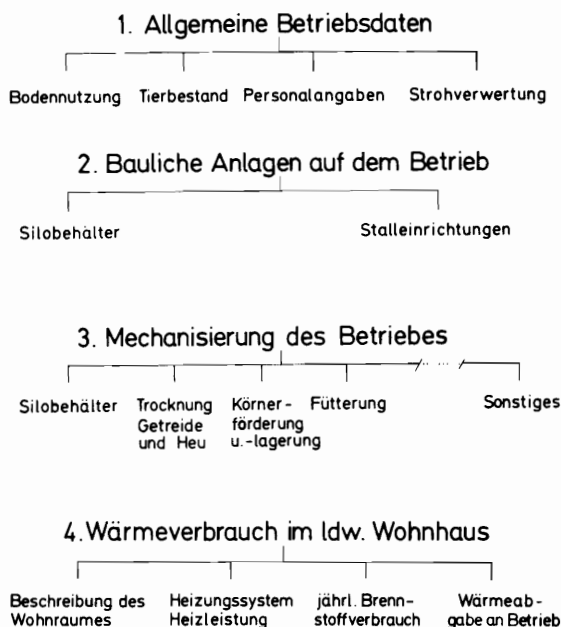 1. Allgemeine Betriebsdaten
Bodennutzung Tierbestand Personalangaben Strohverwertung
2. Bauliche Anlagen auf dem Betrieb
Silobehälter Stalleinrichtungen
3. Mechanisierung des Betriebes
Silobehälter Trocknung Körner- Fütterung Sonstiges
Getreide förderung
und Heu u.-lagerung
4. Wärmeverbrauch im ldw. Wohnhaus
Beschreibung des Heizungssystem jährl. Brenn- Wärmeab-
Wohnraumes Heizleistung stoffverbrauch gabe an Betrieb